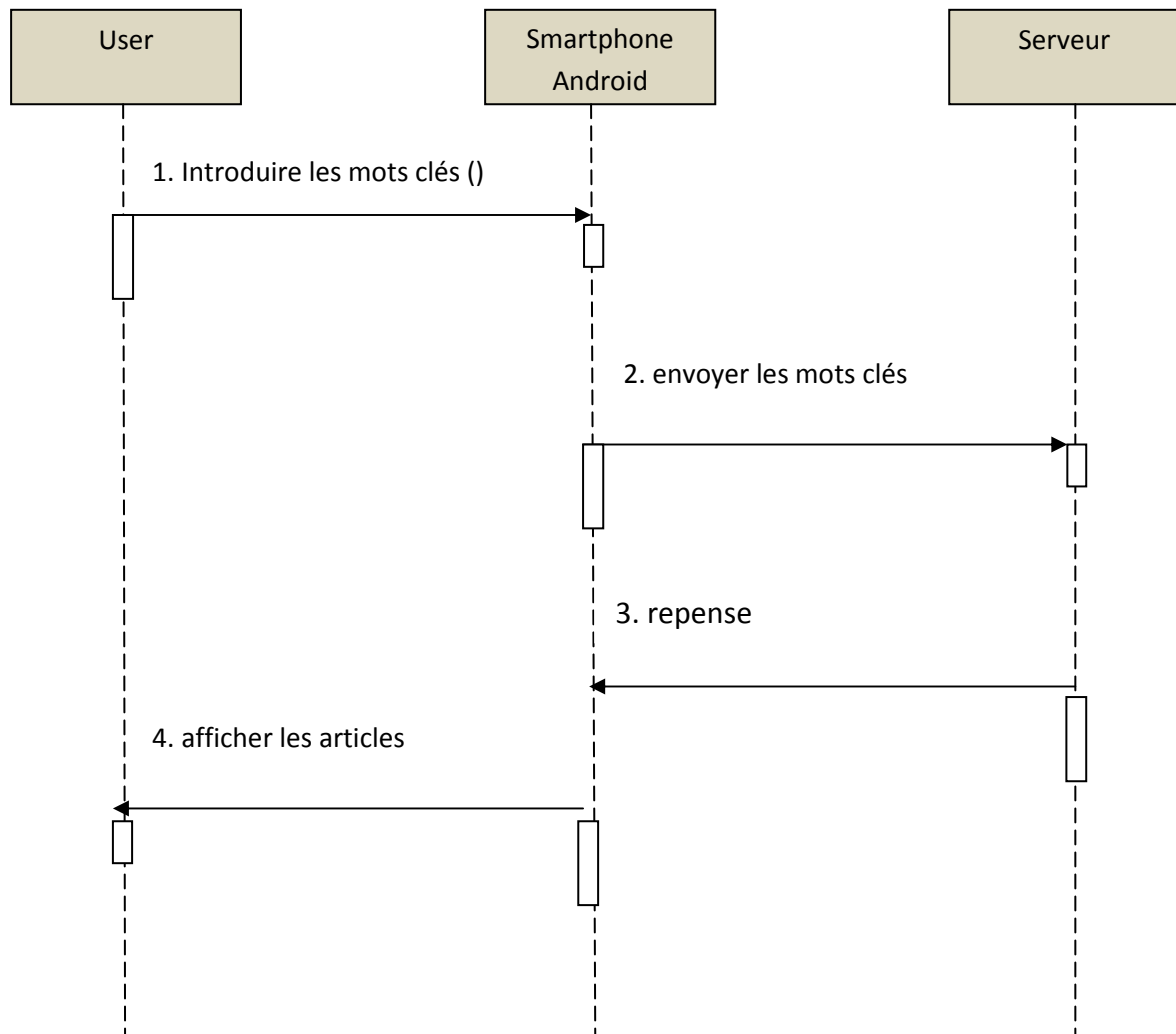 User
Smartphone
Android
Serveur
1. Introduire les mots clés ()
2. envoyer les mots clés
3. repense
4. afficher les articles